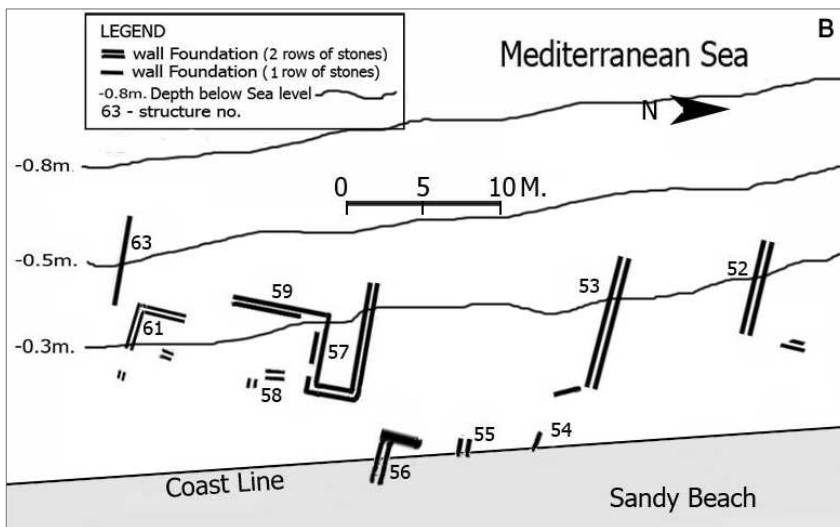 LEGEND
wall Foundation (2 rows of stones)
wall Foundation (1 row of stones)
-0.8m. Depth below Sea level
63 - structure no.
B
Mediterranean Sea
N
-0.8m.
0 5 10 M.
63
-0.5m.
52
59
53
61
57
-0.3m.
58
55
54
56
Coast Line
Sandy Beach